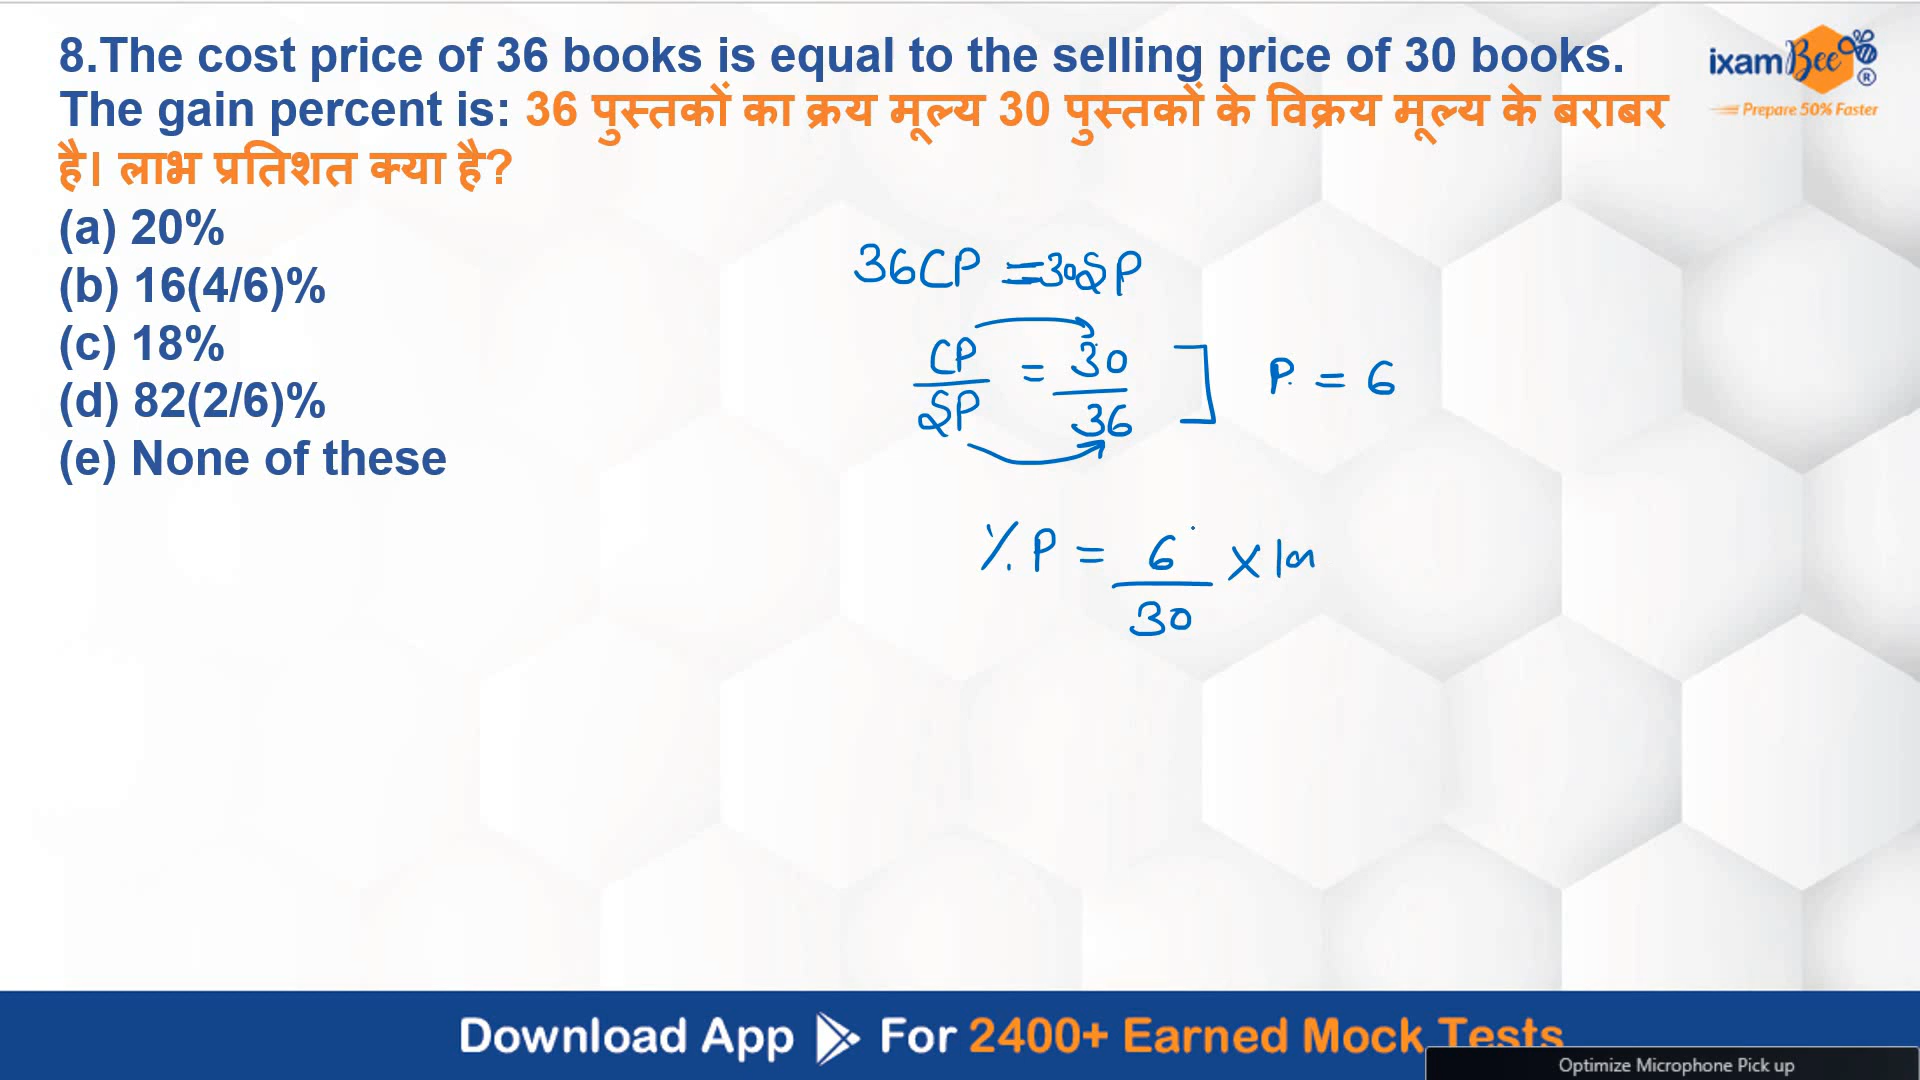 8.The cost price of 36 books is equal to the selling price of 30 books.
The gain percent is: 36 पुस्तकों का क्रय मूल्य 30 पुस्तकों के विक्रय मूल्य के बराबर
है। लाभ प्रतिशत क्या है?
(a) 20%
(b) 16(4/6)%
(c) 18%
(d) 82(2/6)%
(e) None of these
ixamBee ®
Prepare 50% Faster
36CP =30SP
CP = 30 ] P. = 6
SP 36
% P = 6 × 100
30
Download App For 2400+ Earned Mock Tests
Optimize Microphone Pick up